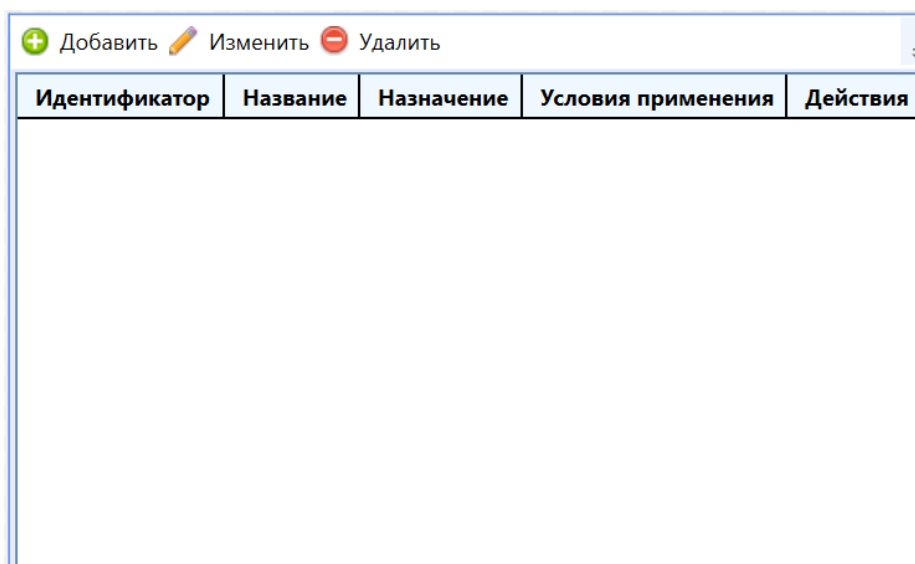 Добавить Изменить Удалить
Идентификатор Название Назначение Условия применения Действия